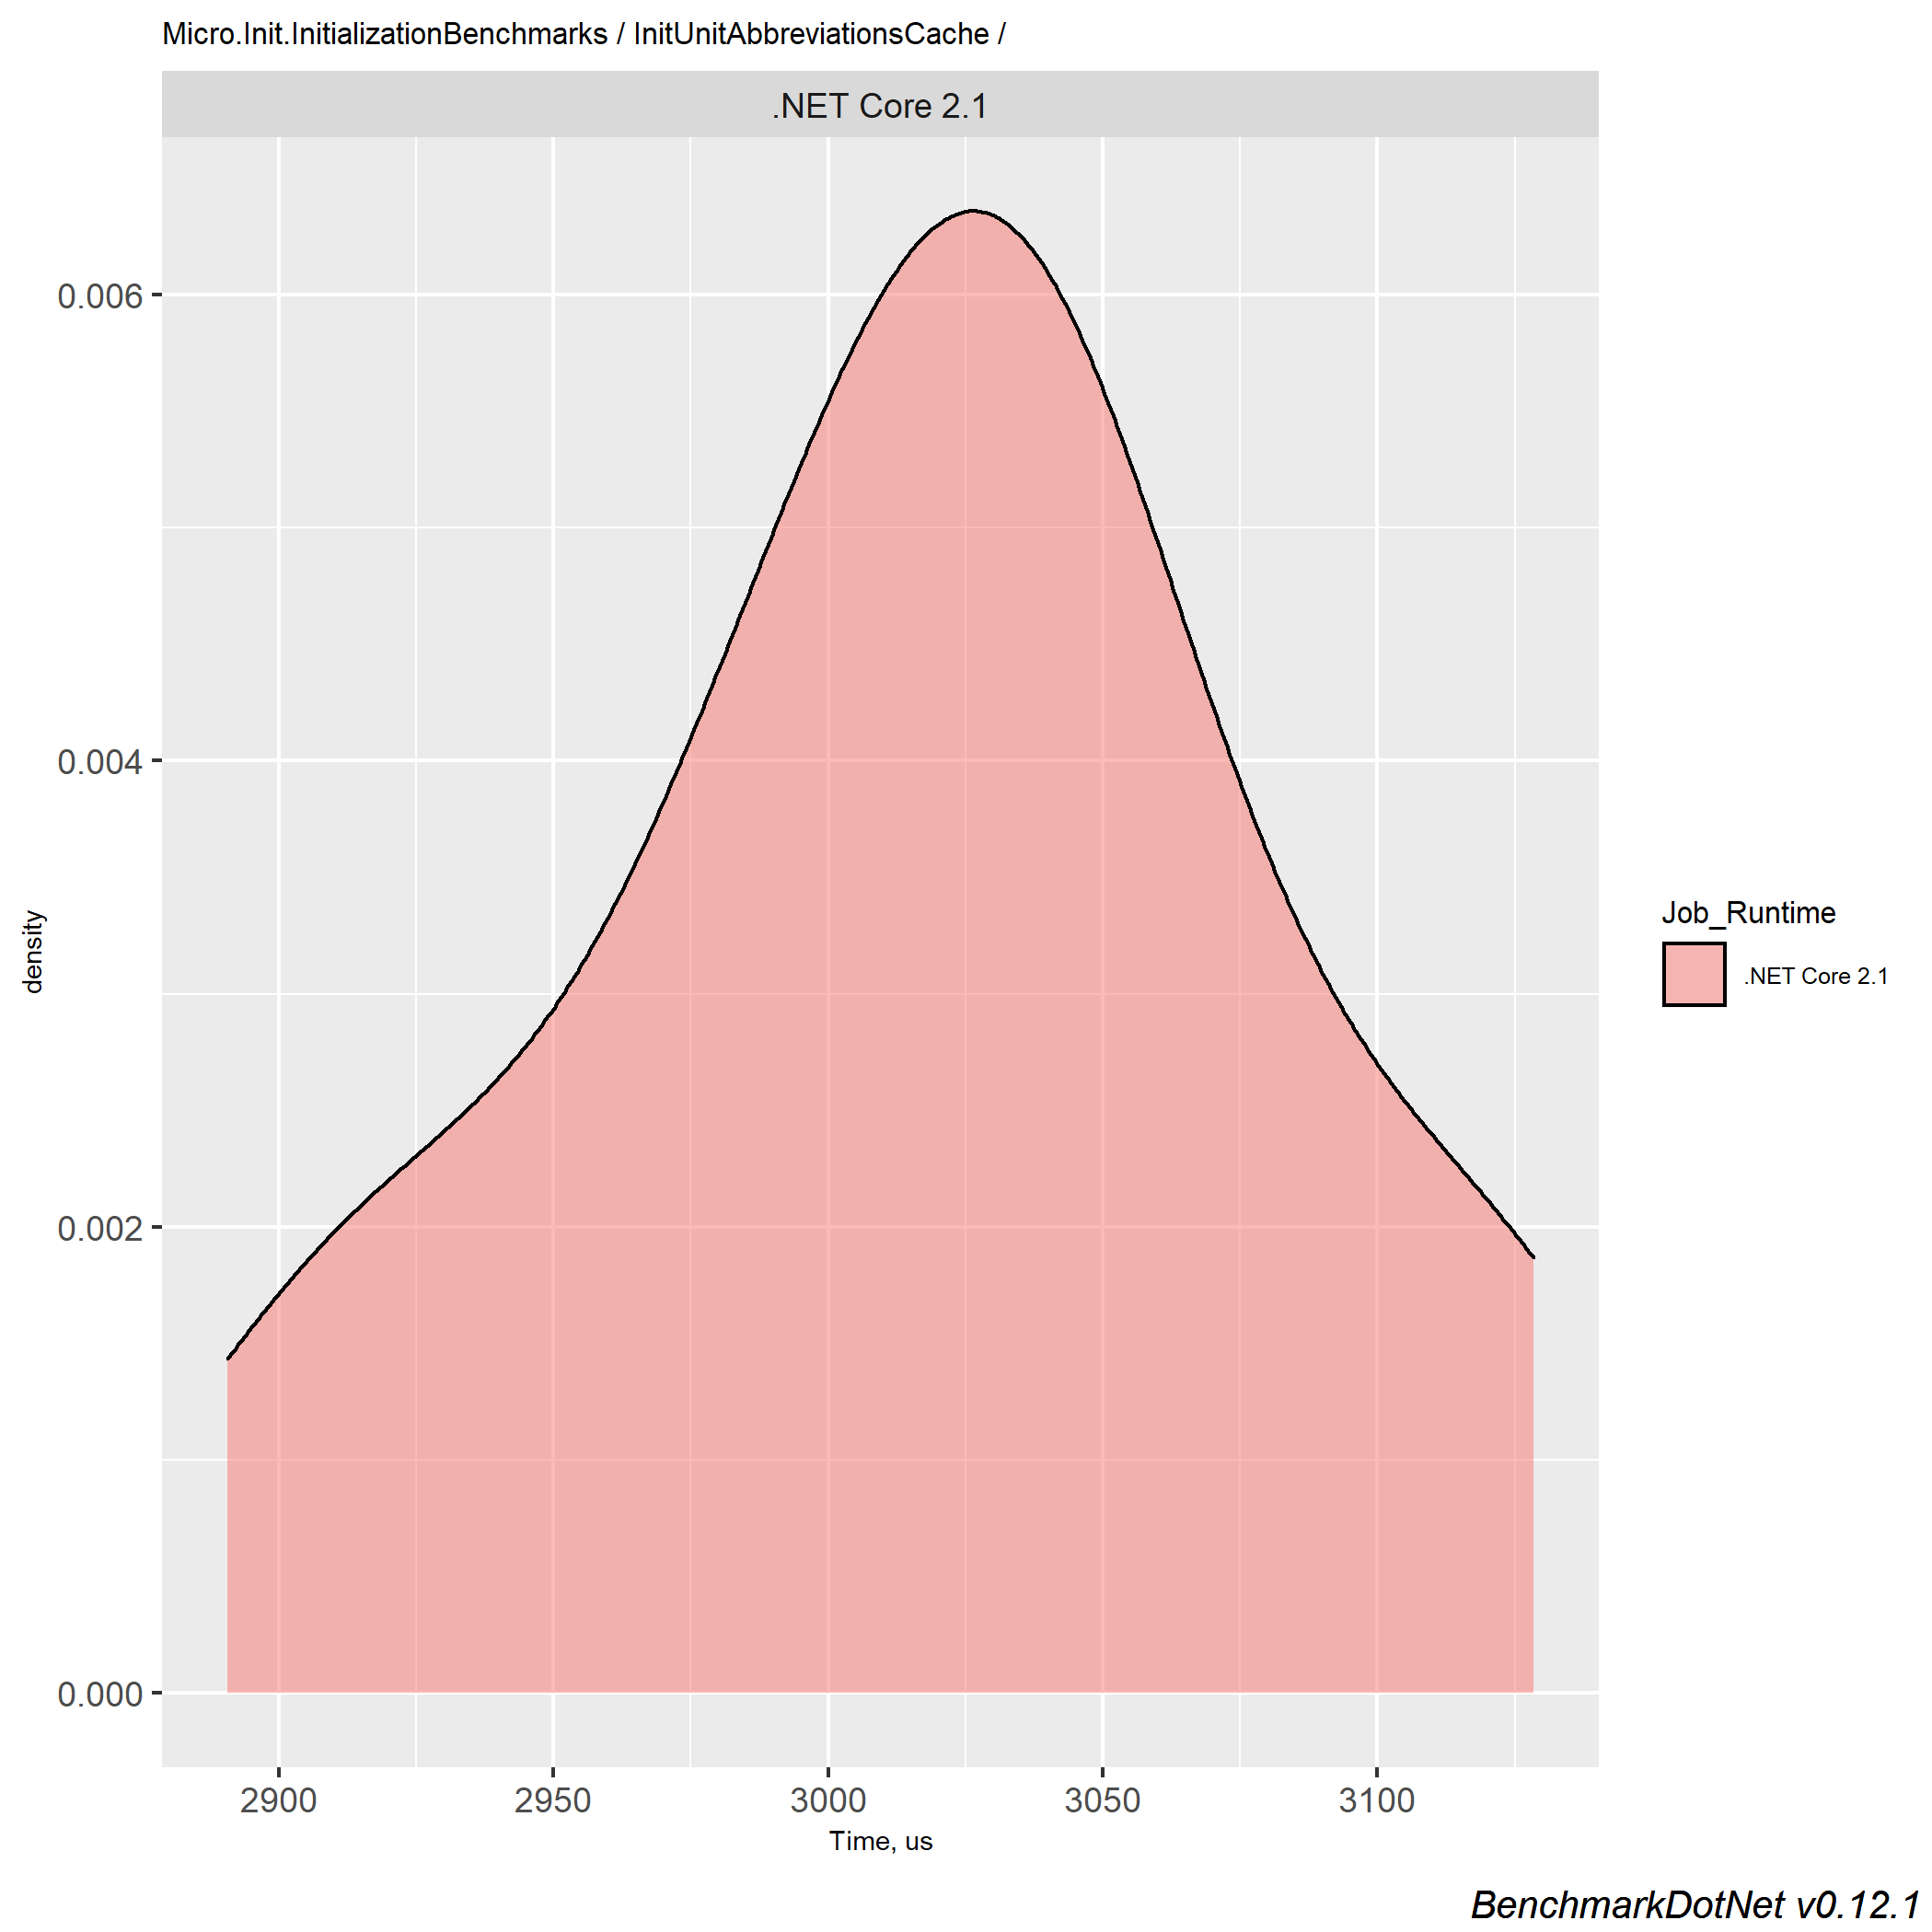 Micro.Init.InitializationBenchmarks / InitUnitAbbreviationsCache /
.NET Core 2.1
0.006
0.004
0.002
0.000
density
2900 2950 3000 3050 3100
Time, us
Job_Runtime
.NET Core 2.1
BenchmarkDotNet v0.12.1